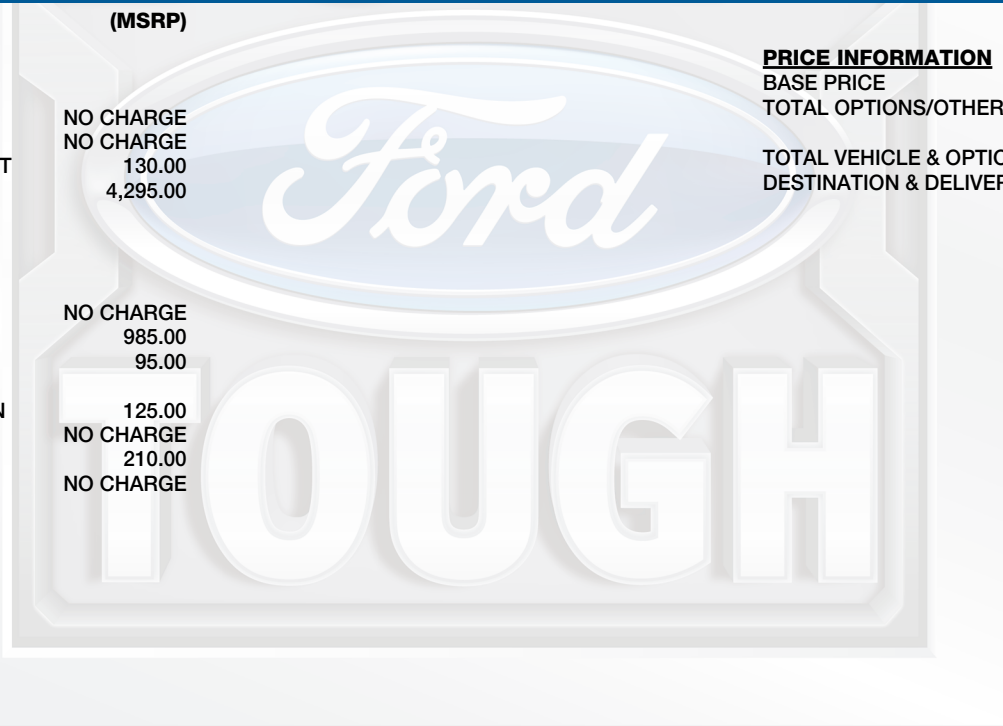 (MSRP)
NO CHARGE
NO CHARGE
T 130.00
4,295.00
NO CHARGE
985.00
95.00
125.00
NO CHARGE
210.00
NO CHARGE
PRICE INFORMATION
BASE PRICE
TOTAL OPTIONS/OTHER
TOTAL VEHICLE & OPTIO
DESTINATION & DELIVER
Ford
TOUGH